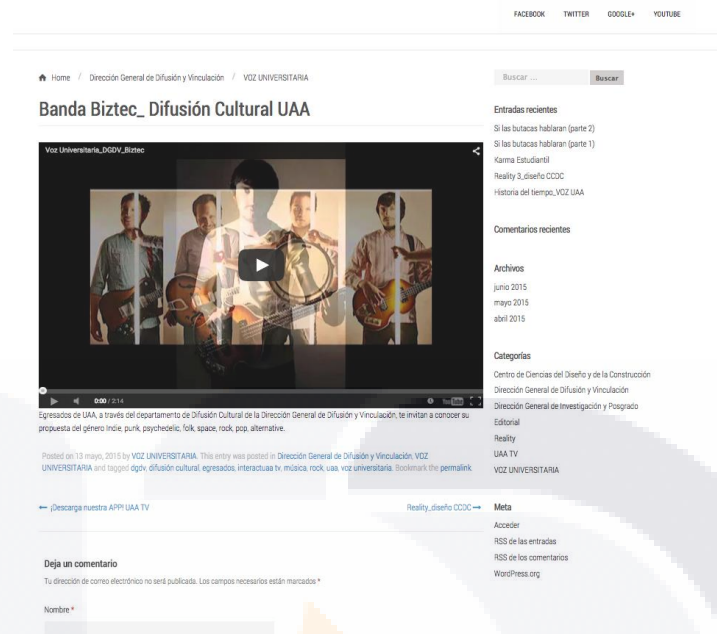 FACEBOOK TWITTER GOOGLE+ YOUTUBE
Home / Dirección General de Difusión y Vinculación / VOZ UNIVERSITARIA
Banda Biztec_ Difusión Cultural UAA
Voz Universitaria_DGDV_Biztec
0:00 / 2:14
YouTube
Egresados de UAA, a través del departamento de Difusión Cultural de la Dirección General de Difusión y Vinculación, te invitan a conocer su
propuesta del género Indie, punk, psychedelic, folk, space, rock, pop, alternative.
Posted on 13 mayo, 2015 by VOZ UNIVERSITARIA. This entry was posted in Dirección General de Difusión y Vinculación, VOZ
UNIVERSITARIA and tagged dgdv, difusión cultural, egresados, interactuaa tv, música, rock, uaa, voz universitaria. Bookmark the permalink.
← ¡Descarga nuestra APP! UAA TV
Reality_diseño CCDC →
Deja un comentario
Tu dirección de correo electrónico no será publicada. Los campos necesarios están marcados *
Nombre *
Buscar ...
Buscar
Entradas recientes
Si las butacas hablaran (parte 2)
Si las butacas hablaran (parte 1)
Karma Estudiantil
Reality 3_diseño CCDC
Historia del tiempo_VOZ UAA
Comentarios recientes
Archivos
junio 2015
mayo 2015
abril 2015
Categorías
Centro de Ciencias del Diseño y de la Construcción
Dirección General de Difusión y Vinculación
Dirección General de Investigación y Posgrado
Editorial
Reality
UAA TV
VOZ UNIVERSITARIA
Meta
Acceder
RSS de las entradas
RSS de los comentarios
WordPress.org